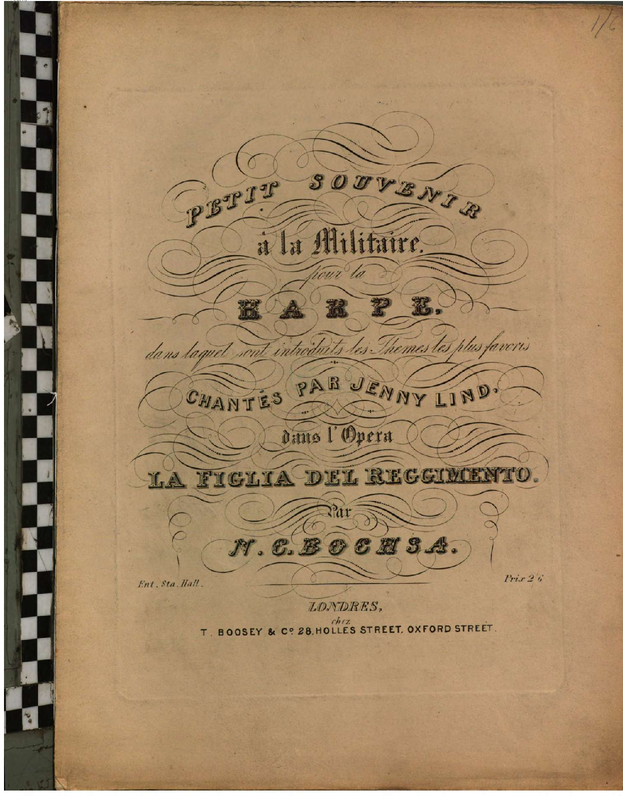 PETIT SOUVENIR
à la Militaire.
pour la
HARPE,
dans laquel sont introduits les Themes les plus favoris
CHANTÉS PAR JENNY LIND,
dans l'Opera
LA FIGLIA DEL REGGIMENTO.
Par
N. C. BOCHSA.
Ent. Sta. Hall.
Prix 2/6
LONDRES,
chez
T. BOOSEY & Co 28, HOLLES STREET, OXFORD STREET.